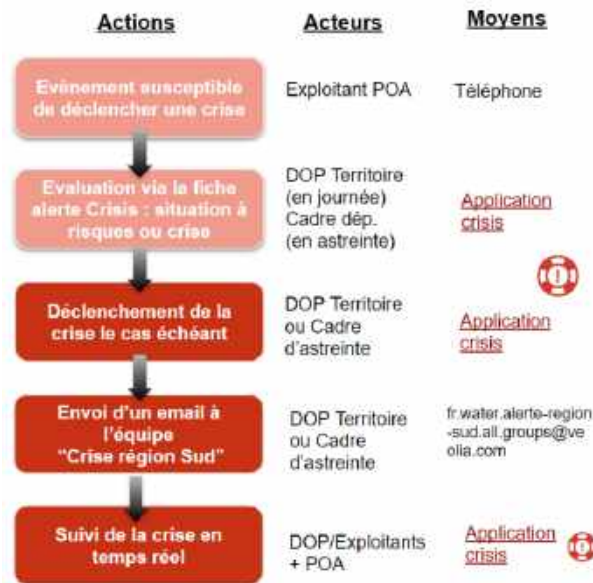 Actions
Acteurs
Moyens
Evènement susceptible
de déclencher une crise
Exploitant POA
Téléphone
Evaluation via la fiche
alerte Crisis : situation à
risques ou crise
DOP Territoire
(en journée)
Cadre dép.
(en astreinte)
Application
crisis
Déclenchement de la
crise le cas échéant
DOP Territoire
ou Cadre
d'astreinte
Application
crisis
Envoi d'un email à
l'équipe
"Crise région Sud"
DOP Territoire
ou Cadre
d'astreinte
fr.water.alerte-region
-sud.all.groups@ve
olia.com
Suivi de la crise en
temps réel
DOP/Exploitants
+ POA
Application
crisis